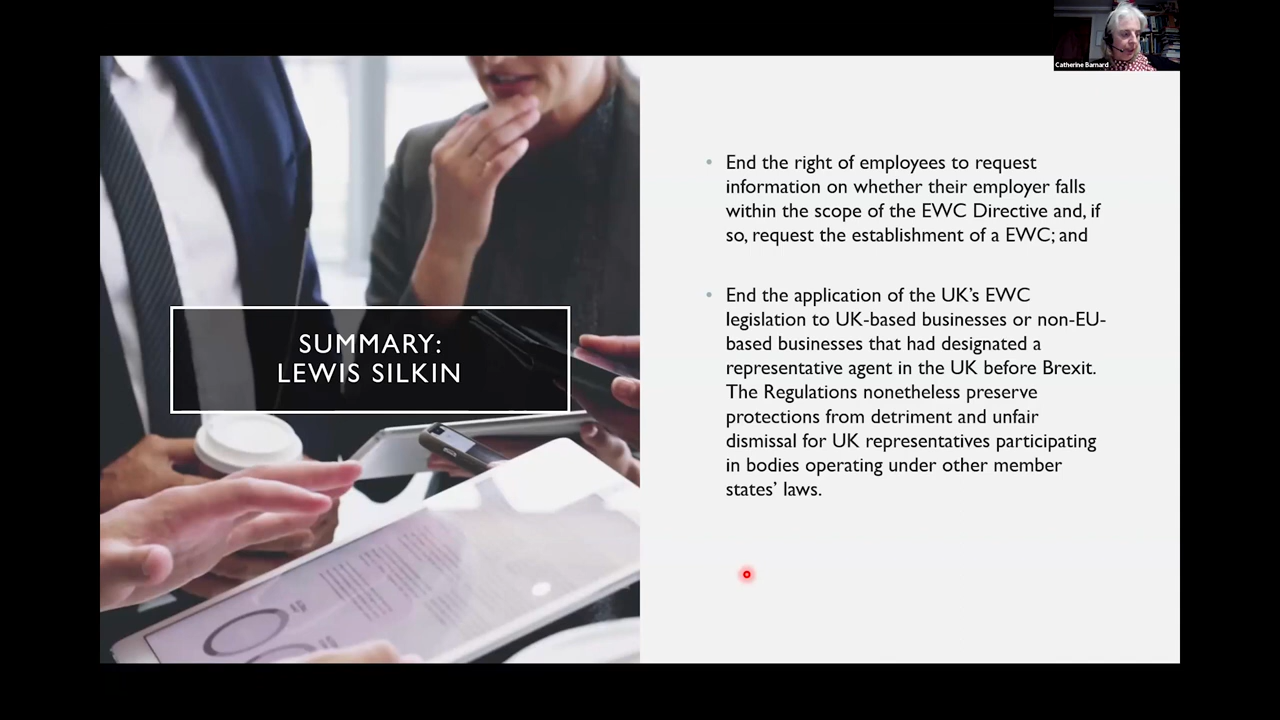 Catherine Barnard
SUMMARY:
LEWIS SILKIN
• End the right of employees to request
information on whether their employer falls
within the scope of the EWC Directive and, if
so, request the establishment of a EWC; and
• End the application of the UK’s EWC
legislation to UK-based businesses or non-EU-
based businesses that had designated a
representative agent in the UK before Brexit.
The Regulations nonetheless preserve
protections from detriment and unfair
dismissal for UK representatives participating
in bodies operating under other member
states’ laws.